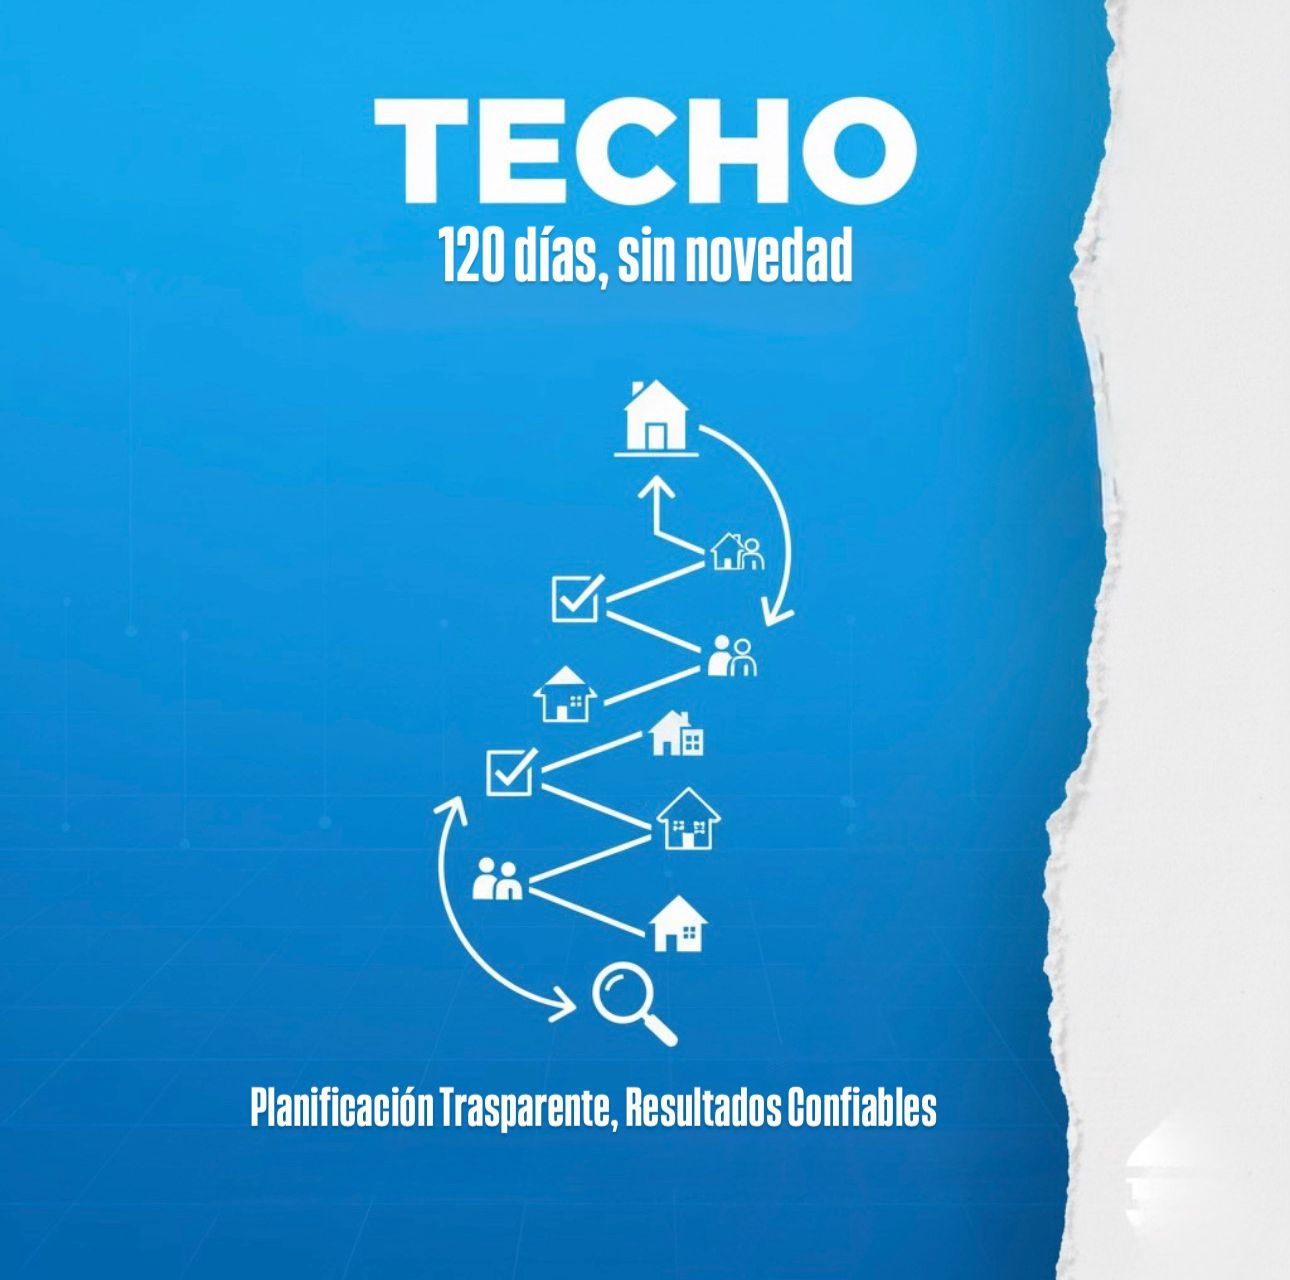 TECHO
120 días, sin novedad
Planificación Trasparente, Resultados Confiables